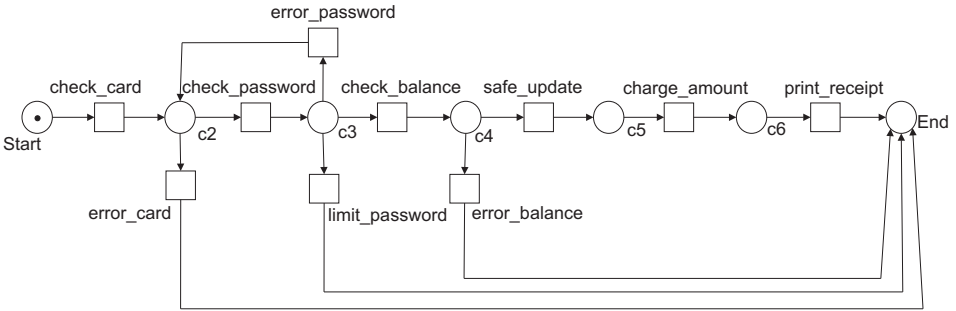 error_password
check_card
check_password
check_balance
safe_update
charge_amount
print_receipt
Start
c2
c3
c4
c5
c6
End
error_card
limit_password
error_balance